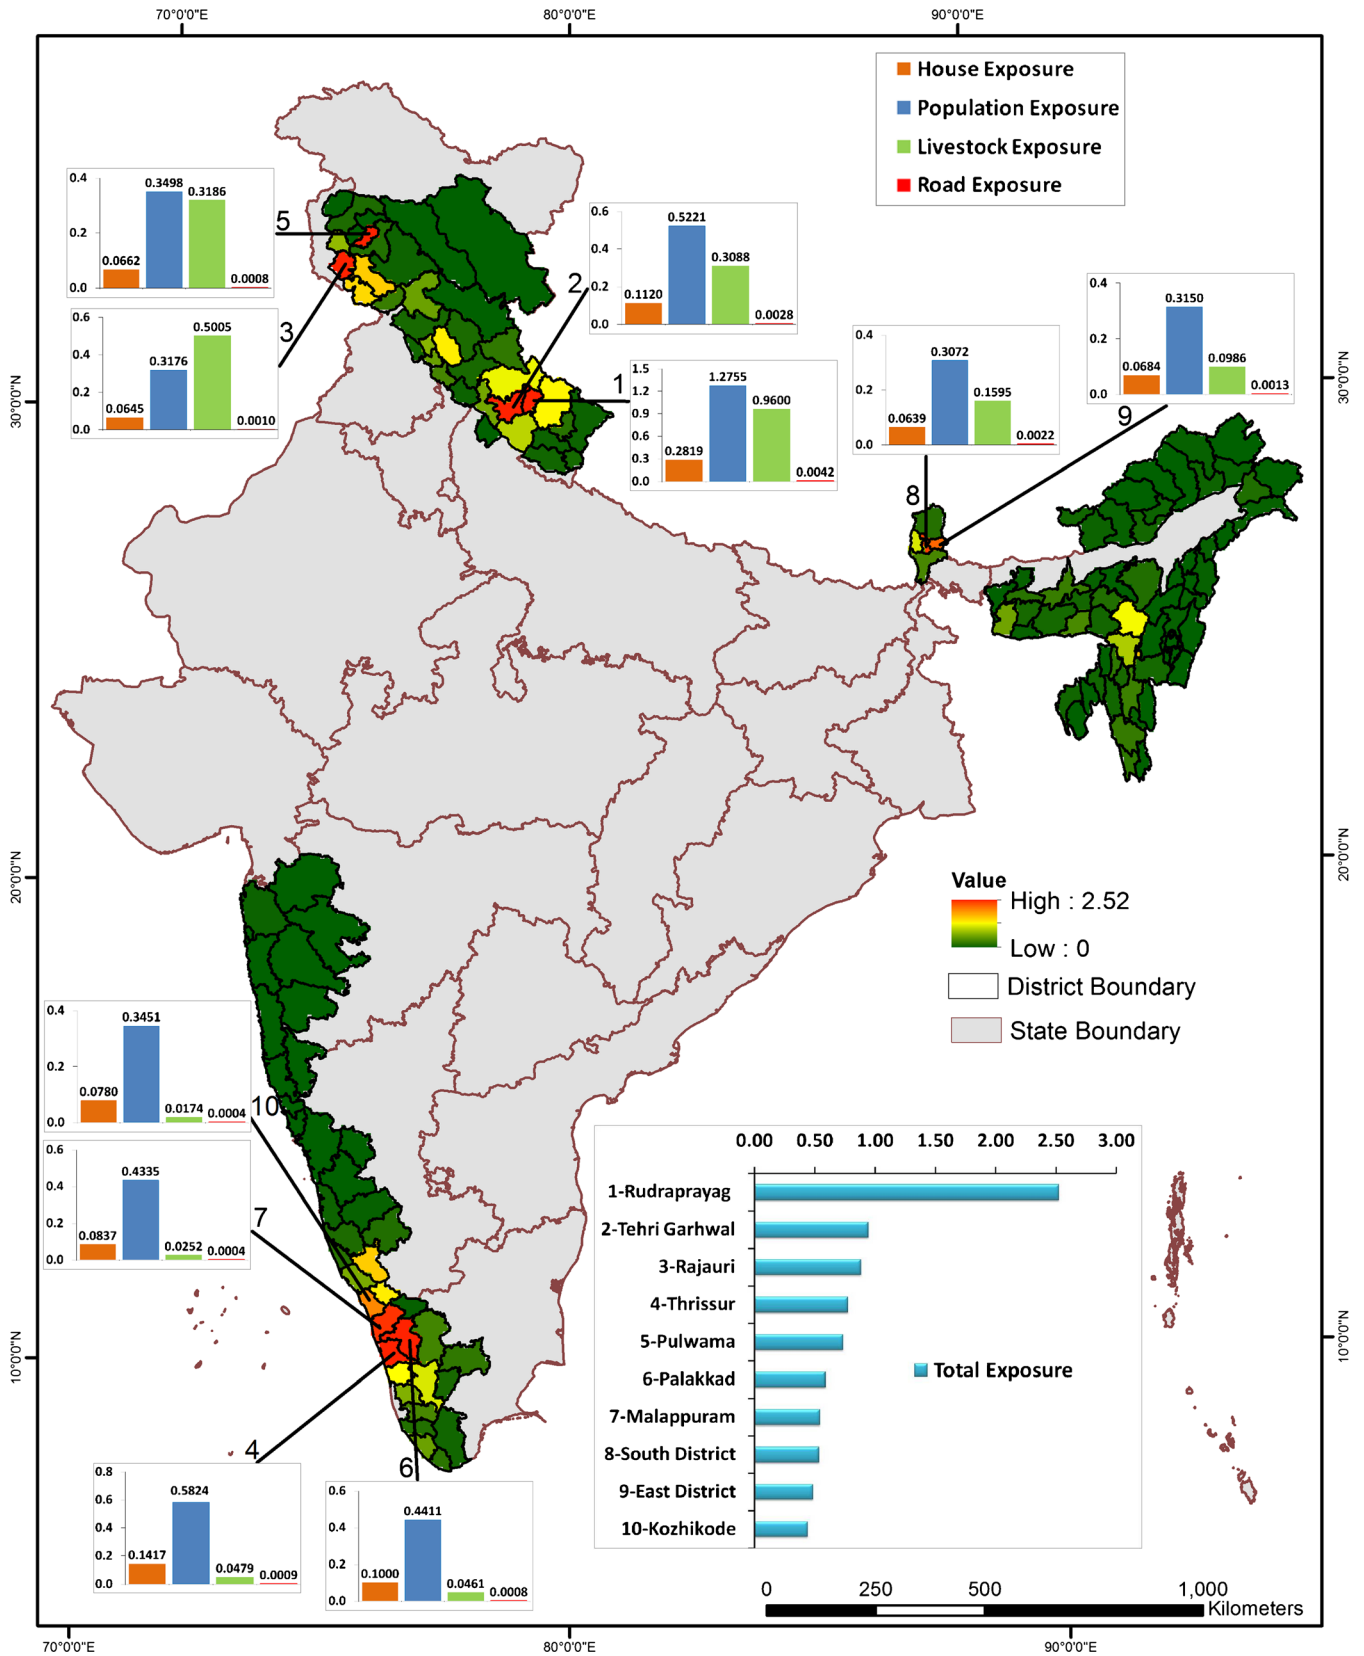 70°0'0"E
80°0'0"E
90°0'0"E
House Exposure
Population Exposure
Livestock Exposure
Road Exposure
0.4
0.2
0.0
0.0662
0.3498
0.3186
0.0008
5
0.6
0.4
0.2
0.0
0.0645
0.3176
0.5005
0.0010
3
0.6
0.4
0.2
0.0
0.1120
0.5221
0.3088
0.0028
2
1.5
1.2
0.9
0.6
0.3
0.0
0.2819
1.2755
0.9600
0.0042
1
0.4
0.2
0.0
0.0639
0.3072
0.1595
0.0022
8
0.4
0.2
0.0
0.0684
0.3150
0.0986
0.0013
9
30°0'0"N
30°0'0"N
20°0'0"N
20°0'0"N
Value
High : 2.52
Low : 0
District Boundary
State Boundary
0.4
0.2
0.0
0.0780
0.3451
0.0174
0.0004
10
0.6
0.4
0.2
0.0
0.0837
0.4335
0.0252
0.0004
7
0.00 0.50 1.00 1.50 2.00 2.50 3.00
1-Rudraprayag
2-Tehri Garhwal
3-Rajauri
4-Thrissur
5-Pulwama
6-Palakkad
7-Malappuram
8-South District
9-East District
10-Kozhikode
Total Exposure
10°0'0"N
10°0'0"N
4
0.8
0.6
0.4
0.2
0.0
0.1417
0.5824
0.0479
0.0009
6
0.6
0.4
0.2
0.0
0.1000
0.4411
0.0461
0.0008
0 250 500 1,000
Kilometers
70°0'0"E
80°0'0"E
90°0'0"E